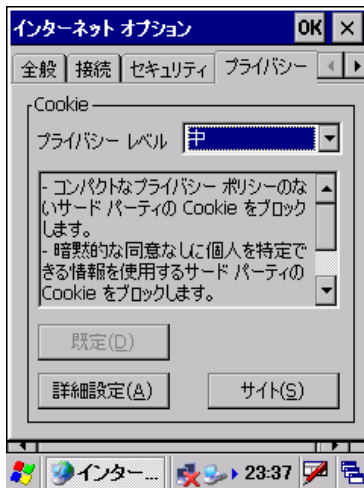 インターネット オプション OK ×
全般 接続 セキュリティ プライバシー
Cookie
プライバシー レベル 中
- コンパクトなプライバシー ポリシーのな
いサード パーティの Cookie をブロック
します。
- 暗黙的な同意なしに個人を特定で
きる情報を使用するサード パーティの
Cookie をブロックします。
既定(D)
詳細設定(A) サイト(S)
インター... 23:37